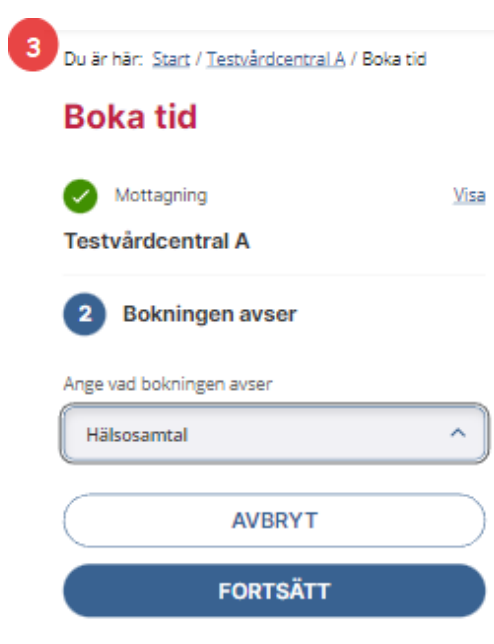 3
Du är här: Start / Testvårdcentral A / Boka tid
Boka tid
Mottagning Visa
Testvårdcentral A
2 Bokningen avser
Ange vad bokningen avser
Hälsosamtal
AVBRYT
FORTSÄTT